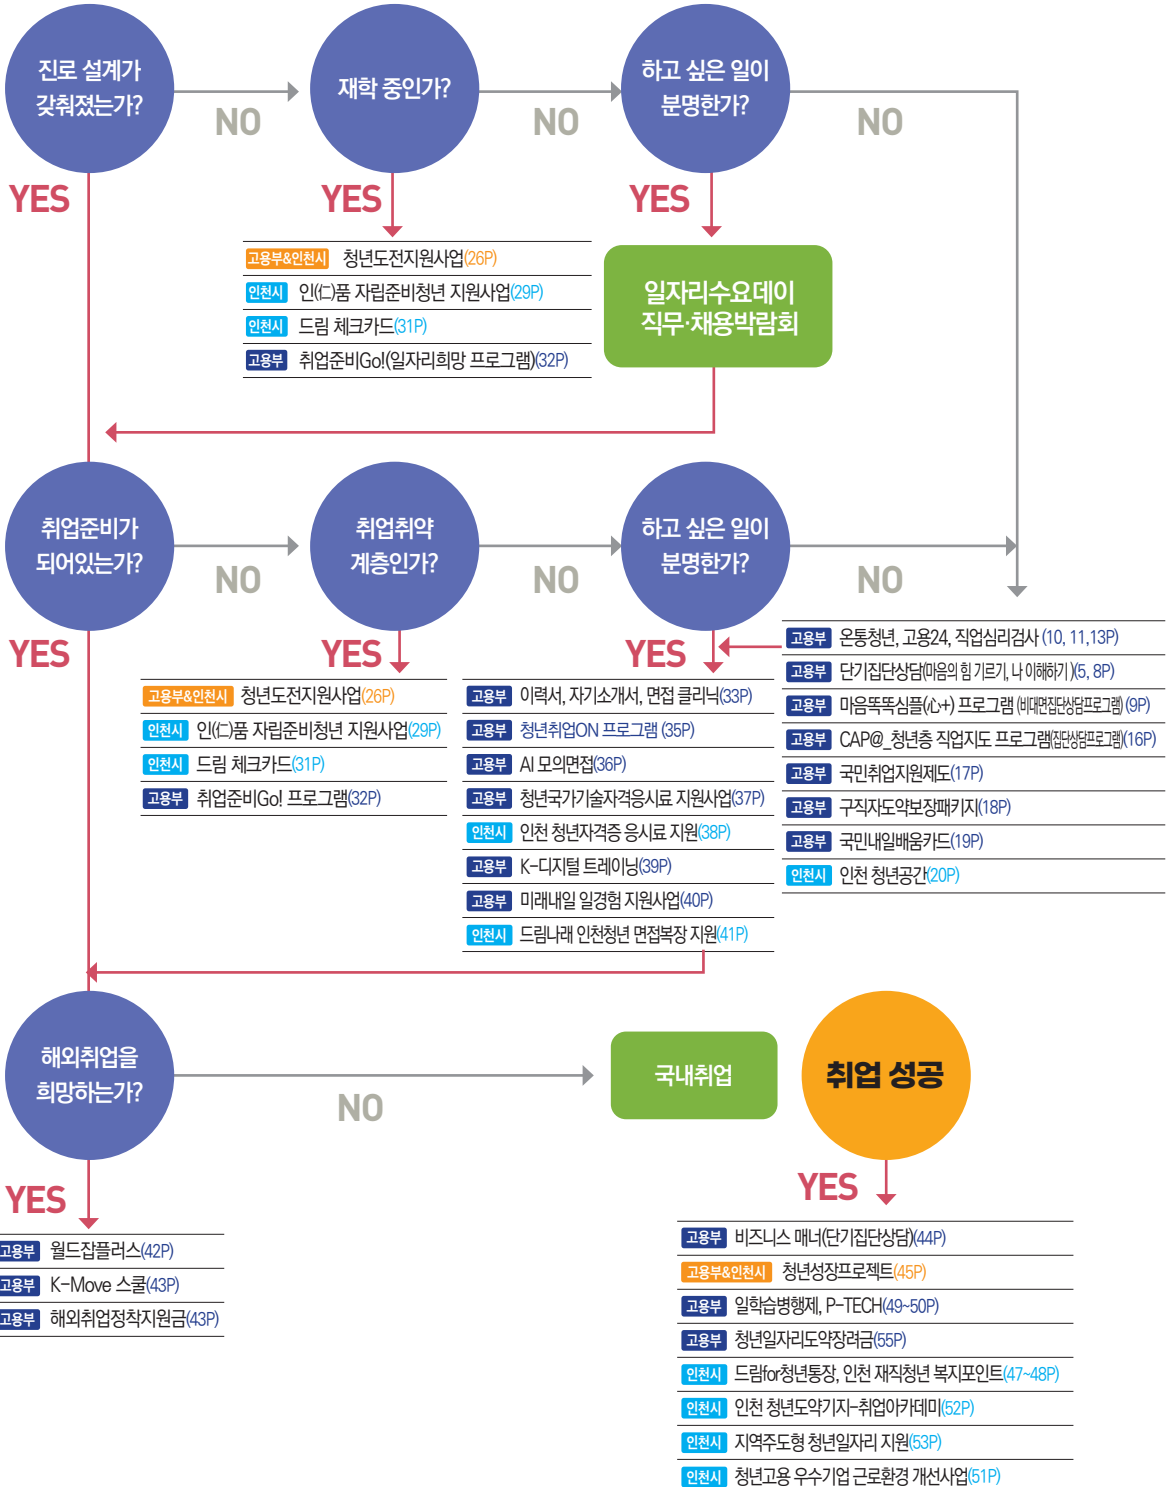 진로 설계가
갖춰졌는가?
NO
재학 중인가?
NO
하고 싶은 일이
분명한가?
NO
YES
YES
YES
고용부&인천시 청년도전지원사업(26P)
인천시 인(仁)품 자립준비청년 지원사업(29P)
인천시 드림 체크카드(31P)
고용부 취업준비Go!(일자리희망 프로그램)(32P)
일자리수요데이
직무·채용박람회
취업준비가
되어있는가?
NO
취업취약
계층인가?
NO
하고 싶은 일이
분명한가?
NO
YES
YES
YES
고용부&인천시 청년도전지원사업(26P)
인천시 인(仁)품 자립준비청년 지원사업(29P)
인천시 드림 체크카드(31P)
고용부 취업준비Go! 프로그램(32P)
고용부 이력서, 자기소개서, 면접 클리닉(33P)
고용부 청년취업ON 프로그램 (35P)
고용부 AI 모의면접(36P)
고용부 청년국가기술자격응시료 지원사업(37P)
인천시 인천 청년자격증 응시료 지원(38P)
고용부 K-디지털 트레이닝(39P)
고용부 미래내일 일경험 지원사업(40P)
인천시 드림나래 인천청년 면접복장 지원(41P)
고용부 온통청년, 고용24, 직업심리검사 (10, 11,13P)
고용부 단기집단상담(마음의 힘 기르기, 나 이해하기 )(5, 8P)
고용부 마음똑똑심플(心+) 프로그램 (비대면집단상담프로그램) (9P)
고용부 CAP@_청년층 직업지도 프로그램(집단상담프로그램)(16P)
고용부 국민취업지원제도(17P)
고용부 구직자도약보장패키지(18P)
고용부 국민내일배움카드(19P)
인천시 인천 청년공간(20P)
해외취업을
희망하는가?
NO
국내취업
취업 성공
YES
YES
고용부 월드잡플러스(42P)
고용부 K-Move 스쿨(43P)
고용부 해외취업정착지원금(43P)
고용부 비즈니스 매너(단기집단상담)(44P)
고용부&인천시 청년성장프로젝트(45P)
고용부 일학습병행제, P-TECH(49~50P)
고용부 청년일자리도약장려금(55P)
인천시 드림for청년통장, 인천 재직청년 복지포인트(47~48P)
인천시 인천 청년도약기지-취업아카데미(52P)
인천시 지역주도형 청년일자리 지원(53P)
인천시 청년고용 우수기업 근로환경 개선사업(51P)